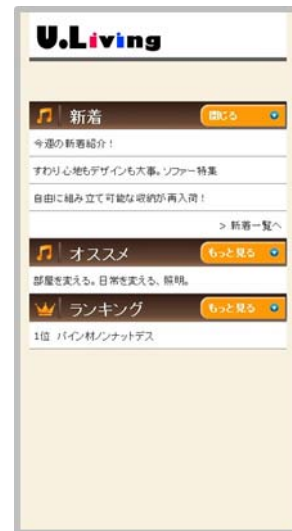 U.Living
新着 閉じる
今週の新着紹介！
すわり心地もデザインも大事。ソファー特集
自由に組み立て可能な収納が再入荷！
> 新着一覧へ
オススメ もっと見る
部屋を変える。日常を変える、照明。
ランキング もっと見る
1位 パイン材ノンナットデス